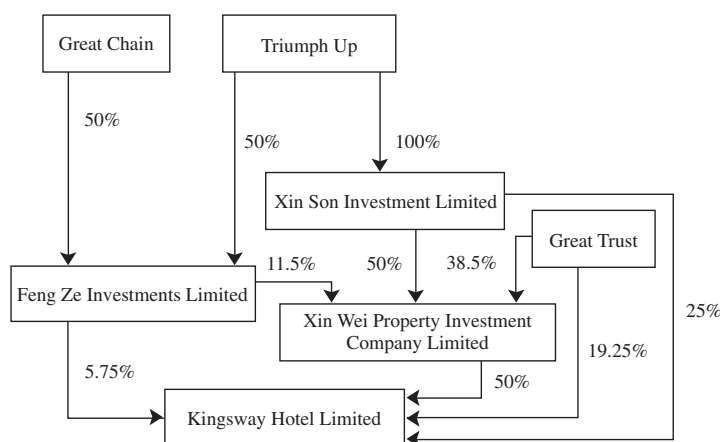 Great Chain
Triumph Up
50%
50%
100%
Xin Son Investment Limited
Great Trust
11.5%
50%
38.5%
Feng Ze Investments Limited
Xin Wei Property Investment
Company Limited
25%
19.25%
5.75%
50%
Kingsway Hotel Limited